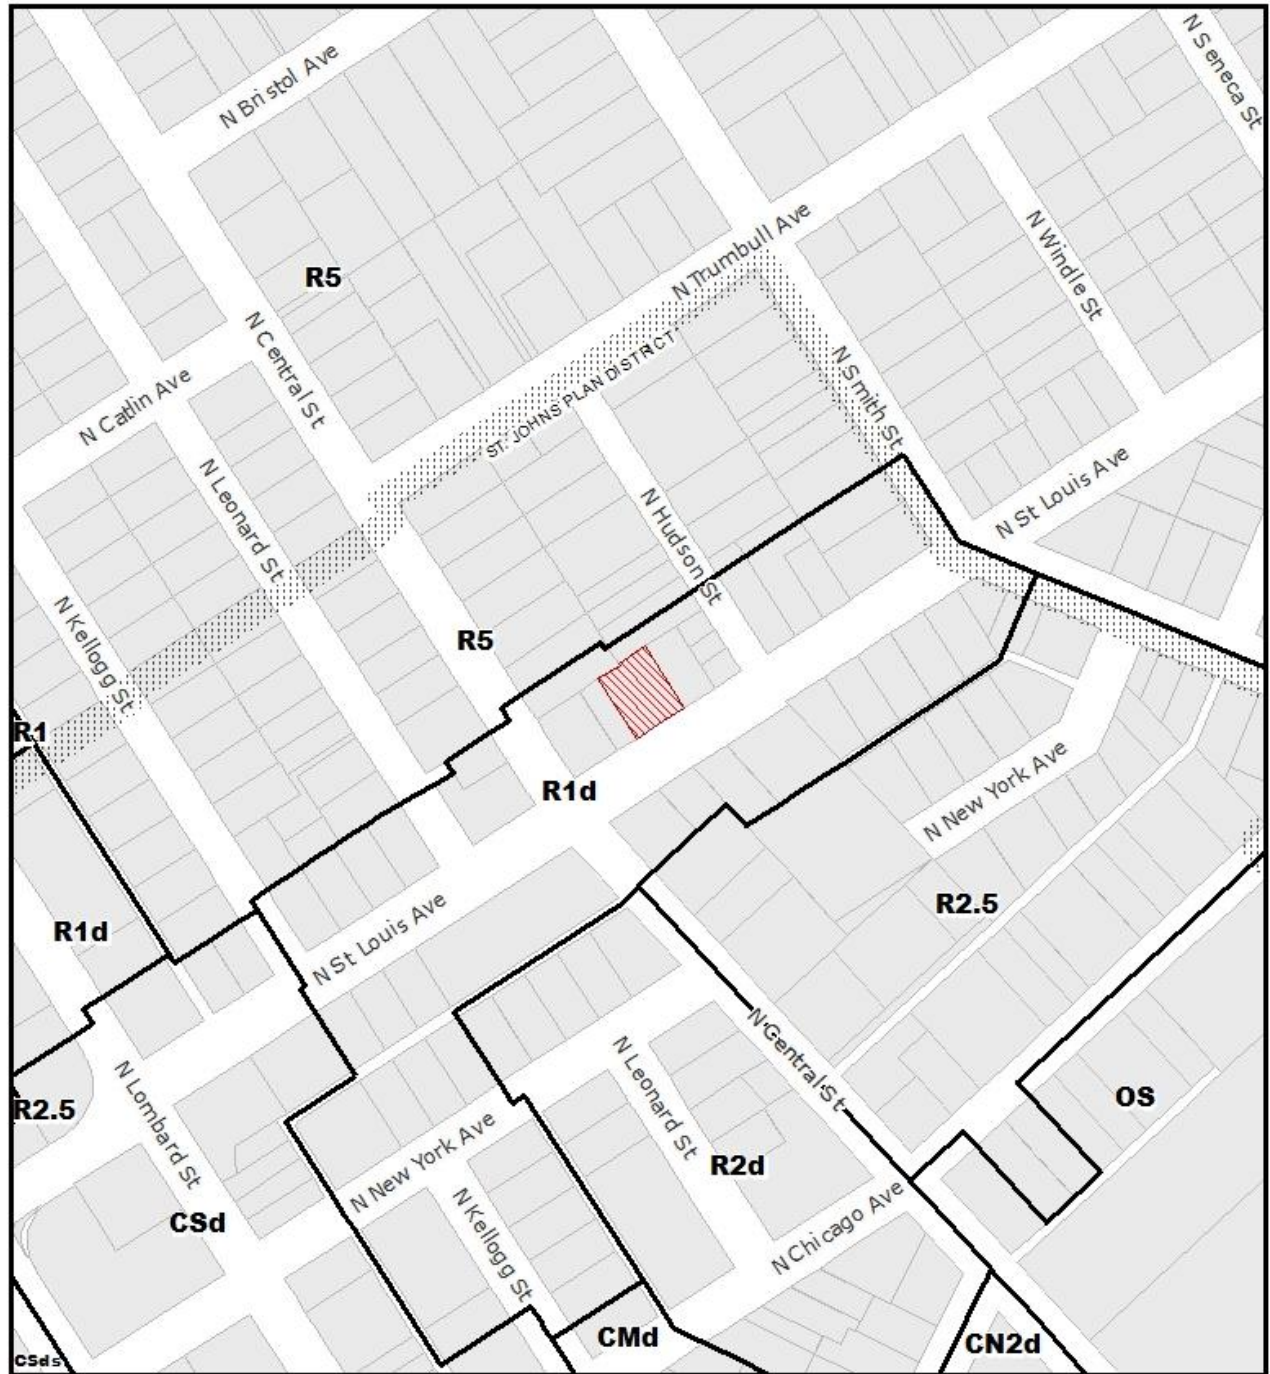 N Seneca St
N Bristol Ave
N Trumbull Ave
N Windle St
R5
N Central St
ST. JOHNS PLAN DISTRICT
N Smith St
N Catlin Ave
N Leonard St
N St Louis Ave
N Hudson St
N Kellogg St
R5
R1
R1d
N New York Ave
R2.5
R1d
N St Louis Ave
N Central St
N Leonard St
OS
R2.5
N Lombard St
N New York Ave
R2d
N Kellogg St
CSd
N Chicago Ave
CMd
CN2d
CSds